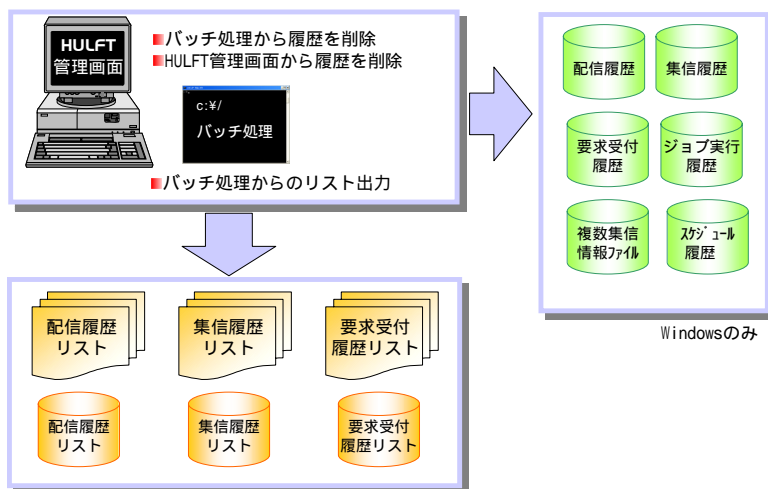 HULFT
管理画面
■バッチ処理から履歴を削除
■HULFT管理画面から履歴を削除
c:¥/
バッチ処理
■バッチ処理からのリスト出力
配信履歴
集信履歴
要求受付
履歴
ジョブ実行
履歴
複数集信
情報ﾌｧｲﾙ
ｽｹｼﾞｭｰﾙ
履歴
Windowsのみ
配信履歴
リスト
集信履歴
リスト
要求受付
履歴リスト
配信履歴
リスト
集信履歴
リスト
要求受付
履歴リスト